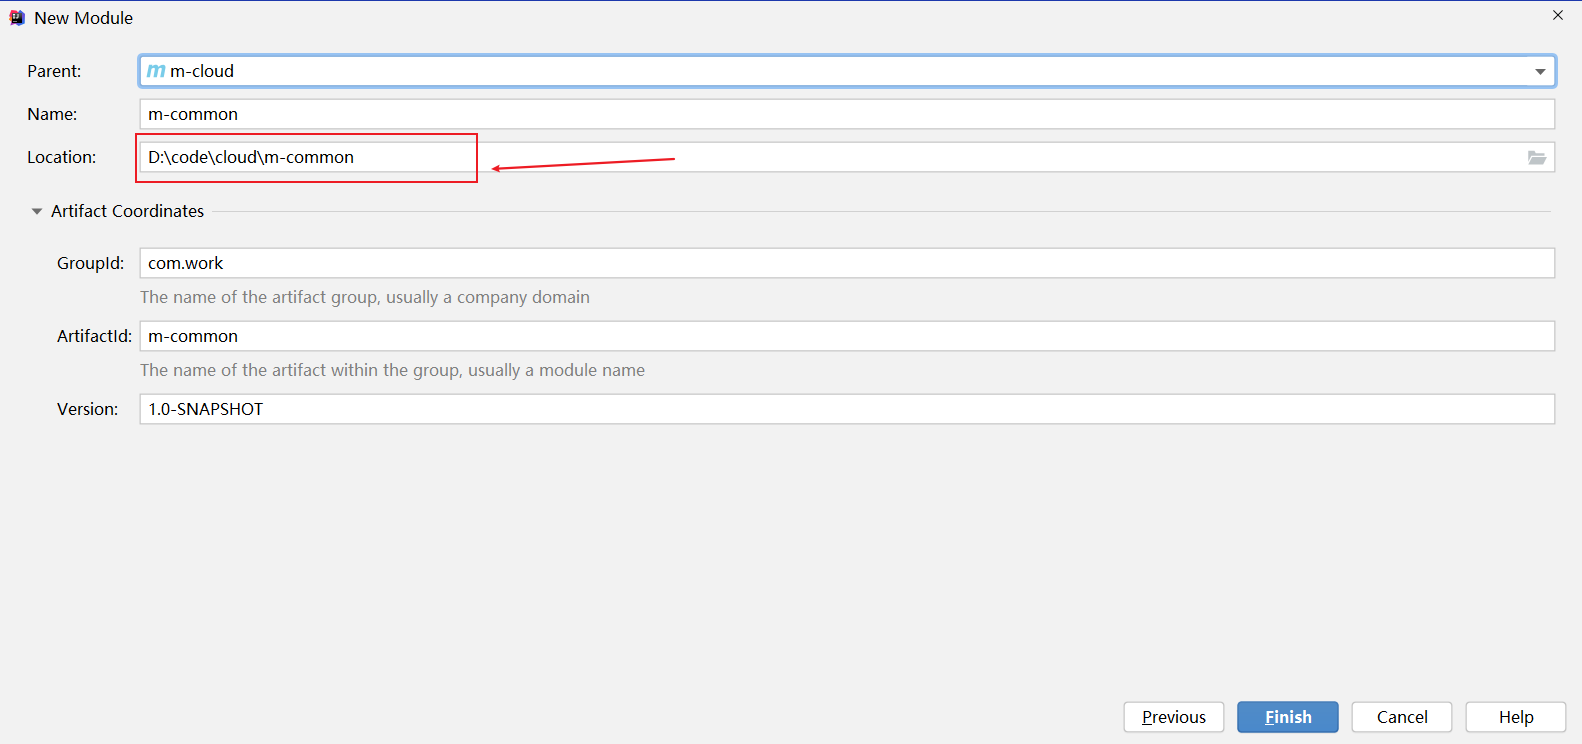 New Module
Parent: m m-cloud
Name: m-common
Location: D:\code\cloud\m-common
Artifact Coordinates
GroupId: com.work
The name of the artifact group, usually a company domain
ArtifactId: m-common
The name of the artifact within the group, usually a module name
Version: 1.0-SNAPSHOT
Previous Finish Cancel Help